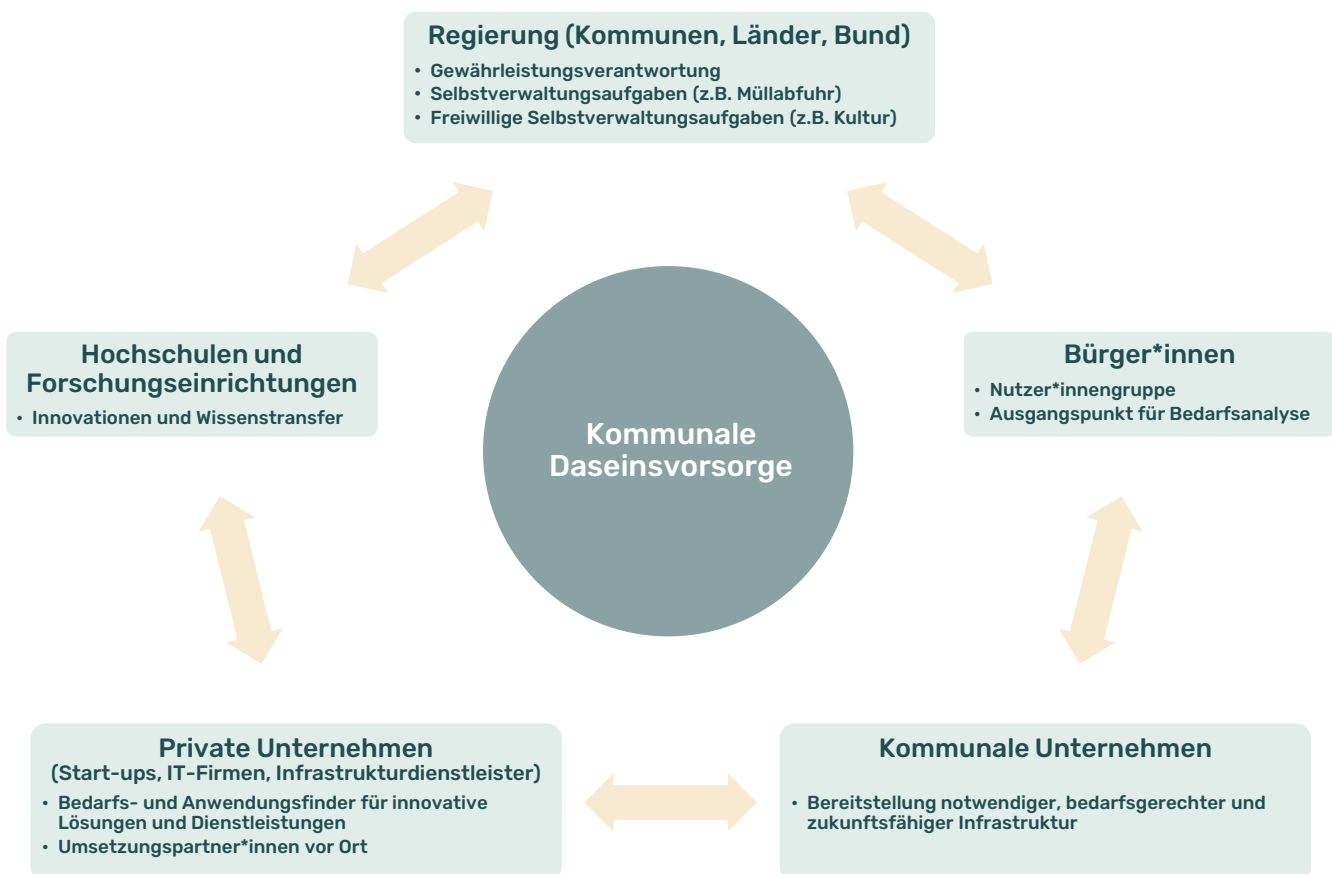 Regierung (Kommunen, Länder, Bund)
• Gewährleistungsverantwortung
• Selbstverwaltungsaufgaben (z.B. Müllabfuhr)
• Freiwillige Selbstverwaltungsaufgaben (z.B. Kultur)
Hochschulen und
Forschungseinrichtungen
• Innovationen und Wissenstransfer
Bürger*innen
• Nutzer*innengruppe
• Ausgangspunkt für Bedarfsanalyse
Kommunale
Daseinsvorsorge
Private Unternehmen
(Start-ups, IT-Firmen, Infrastrukturdienstleister)
• Bedarfs- und Anwendungsfinder für innovative
Lösungen und Dienstleistungen
• Umsetzungspartner*innen vor Ort
Kommunale Unternehmen
• Bereitstellung notwendiger, bedarfsgerechter und
zukunftsfähiger Infrastruktur